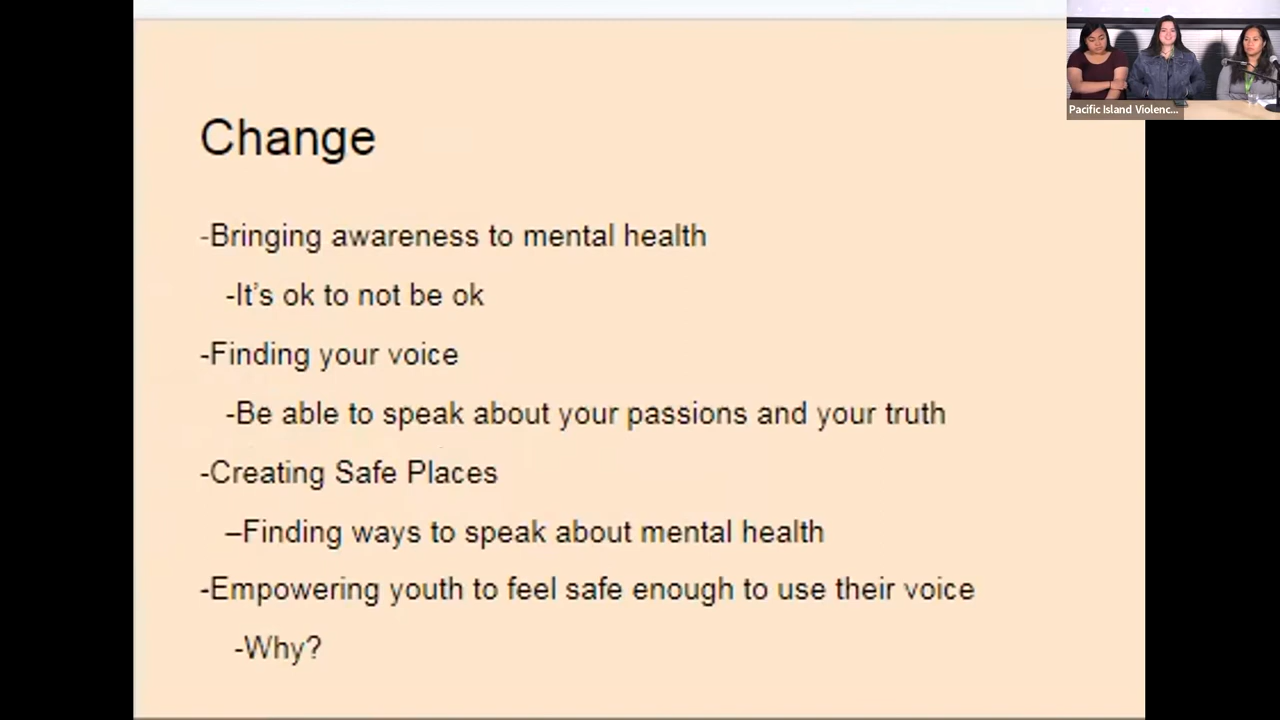 Change
-Bringing awareness to mental health
-It's ok to not be ok
-Finding your voice
-Be able to speak about your passions and your truth
-Creating Safe Places
–Finding ways to speak about mental health
-Empowering youth to feel safe enough to use their voice
-Why?
Pacific Island Violenc...